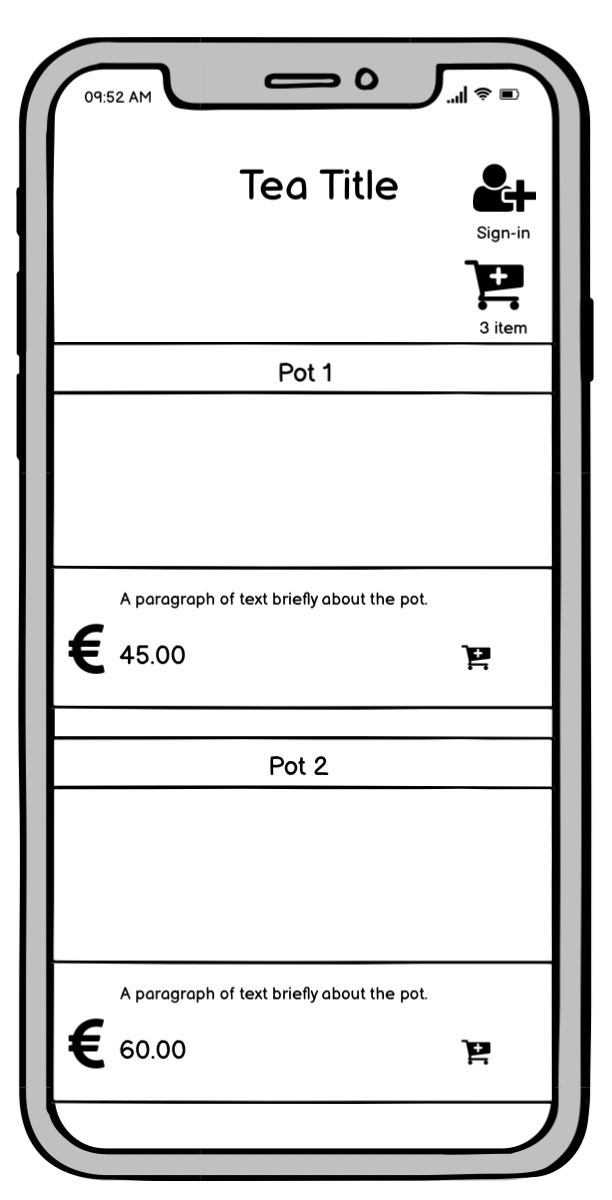 09:52 AM
Tea Title
Sign-in
3 item
Pot 1
A paragraph of text briefly about the pot.
€ 45.00
Pot 2
A paragraph of text briefly about the pot.
€ 60.00